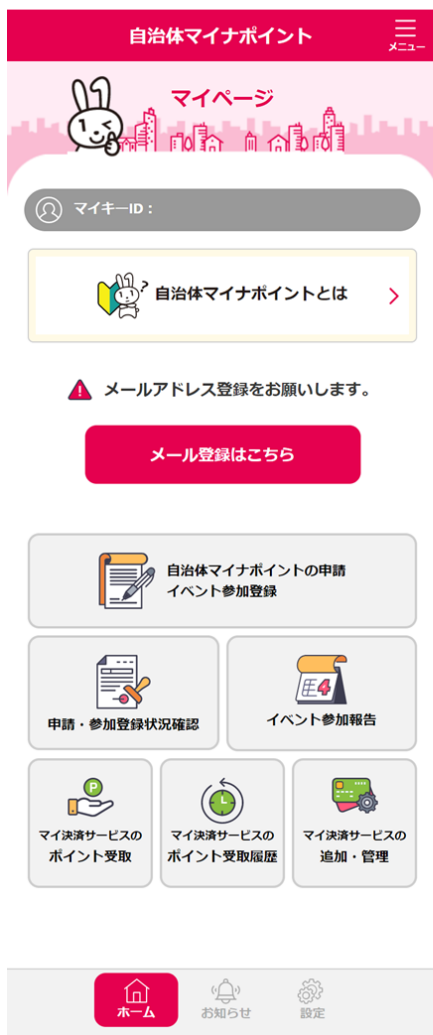 自治体マイナポイント
メニュー
マイページ
マイキーID：
自治体マイナポイントとは
メールアドレス登録をお願いします。
メール登録はこちら
自治体マイナポイントの申請
イベント参加登録
申請・参加登録状況確認
イベント参加報告
マイ決済サービスの
ポイント受取
マイ決済サービスの
ポイント受取履歴
マイ決済サービスの
追加・管理
ホーム
お知らせ
設定